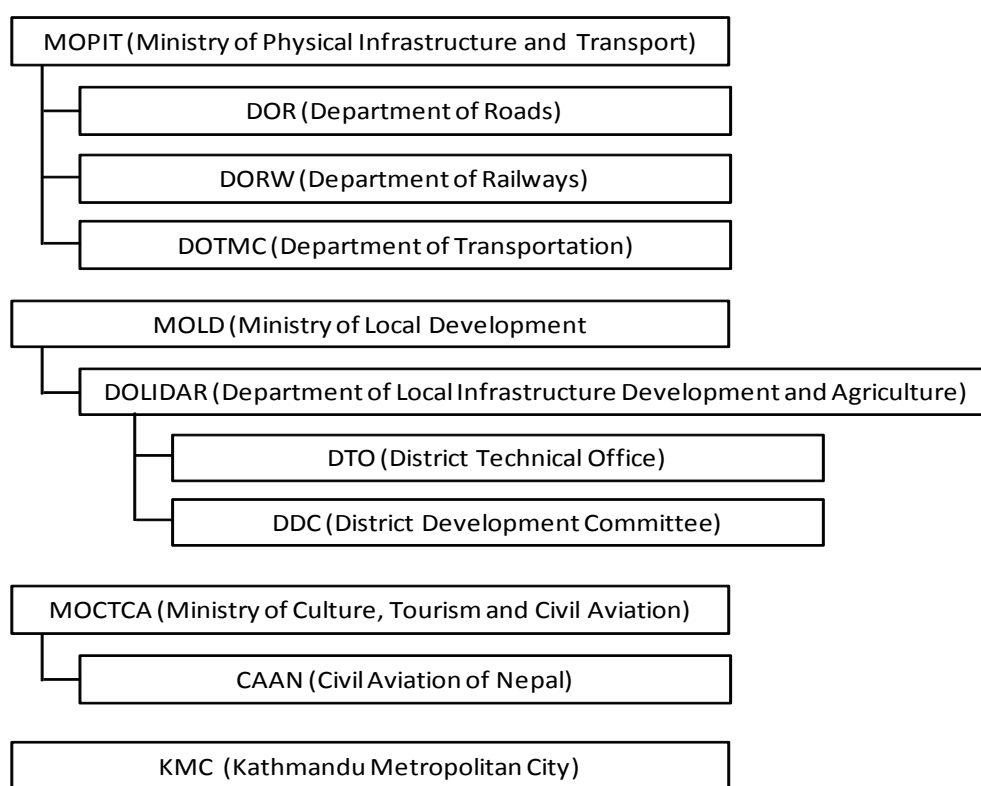 MOPIT (Ministry of Physical Infrastructure and Transport)
DOR (Department of Roads)
DORW (Department of Railways)
DOTMC (Department of Transportation)
MOLD (Ministry of Local Development
DOLIDAR (Department of Local Infrastructure Development and Agriculture)
DTO (District Technical Office)
DDC (District Development Committee)
MOCTCA (Ministry of Culture, Tourism and Civil Aviation)
CAAN (Civil Aviation of Nepal)
KMC (Kathmandu Metropolitan City)